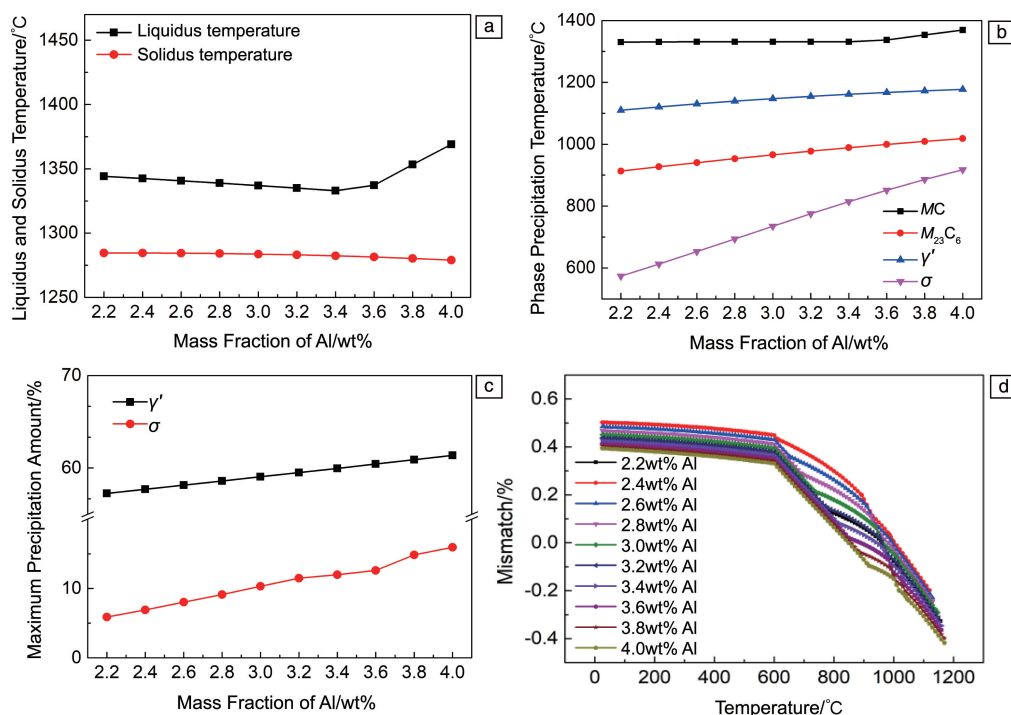 a
Liquidus temperature
Solidus temperature
Liquidus and Solidus Temperature/℃
1450
1400
1350
1300
1250
2.2 2.4 2.6 2.8 3.0 3.2 3.4 3.6 3.8 4.0
Mass Fraction of Al/wt%
b
Phase Precipitation Temperature/℃
1400
1200
1000
800
600
MC
M23C6
γ′
σ
2.2 2.4 2.6 2.8 3.0 3.2 3.4 3.6 3.8 4.0
Mass Fraction of Al/wt%
c
Maximum Precipitation Amount/%
70
60
10
0
γ′
σ
2.2 2.4 2.6 2.8 3.0 3.2 3.4 3.6 3.8 4.0
Mass Fraction of Al/wt%
d
Mismatch/%
0.6
0.4
0.2
0.0
-0.2
-0.4
2.2wt% Al
2.4wt% Al
2.6wt% Al
2.8wt% Al
3.0wt% Al
3.2wt% Al
3.4wt% Al
3.6wt% Al
3.8wt% Al
4.0wt% Al
0 200 400 600 800 1000 1200
Temperature/℃